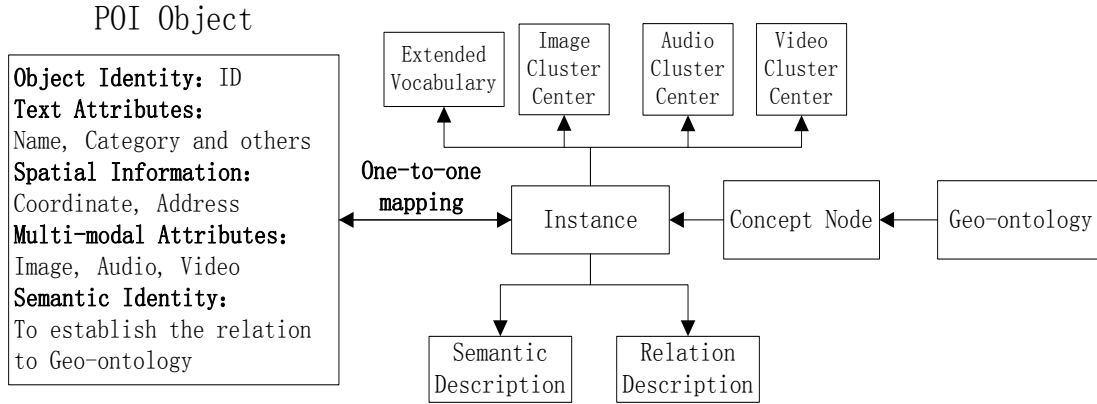 POI Object
Object Identity: ID
Text Attributes:
Name, Category and others
Spatial Information:
Coordinate, Address
Multi-modal Attributes:
Image, Audio, Video
Semantic Identity:
To establish the relation
to Geo-ontology
One-to-one
mapping
Extended
Vocabulary
Image
Cluster
Center
Audio
Cluster
Center
Video
Cluster
Center
Instance
Concept Node
Geo-ontology
Semantic
Description
Relation
Description